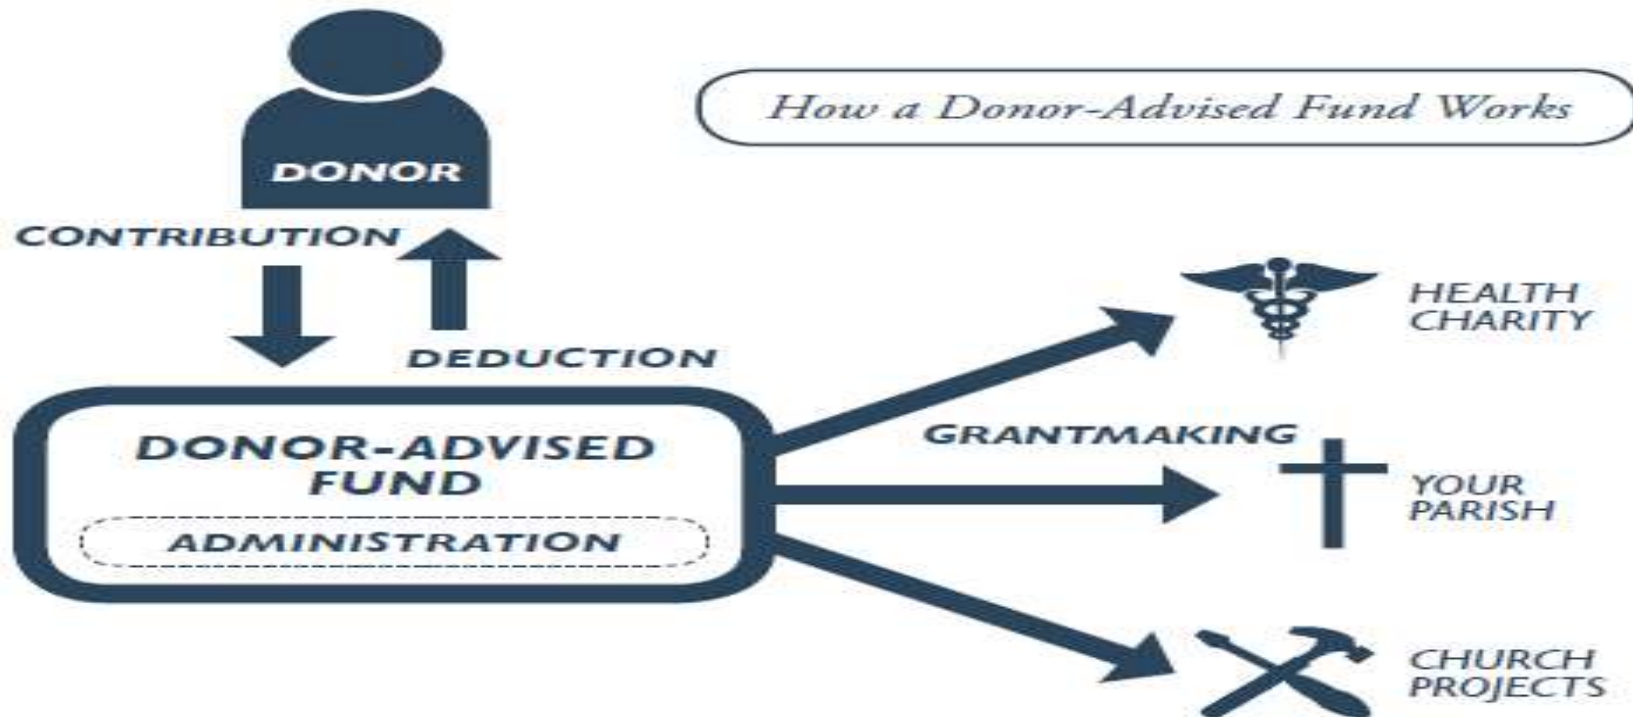 How a Donor-Advised Fund Works
DONOR
CONTRIBUTION
DEDUCTION
DONOR-ADVISED
FUND
ADMINISTRATION
GRANTMAKING
HEALTH
CHARITY
YOUR
PARISH
CHURCH
PROJECTS